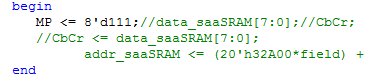 begin
MP <= 8'd111;//data_saaSRAM[7:0];//CbCr;
//CbCr <= data_saaSRAM[7:0];
addr_saaSRAM <= (20'h32A00*field) +
end